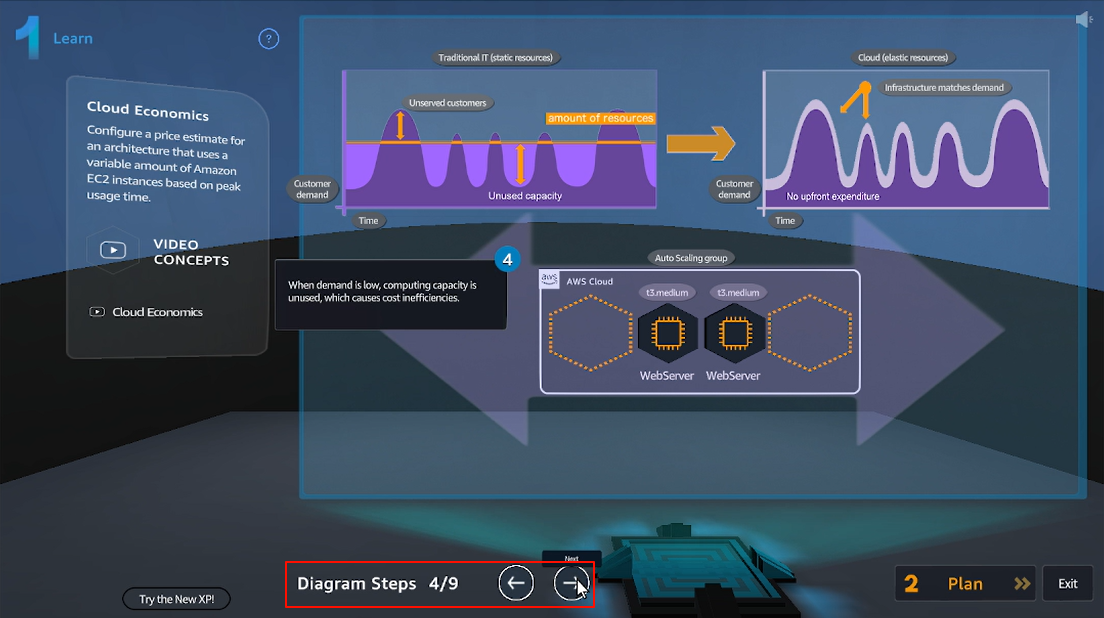 1
Learn
?
Cloud Economics
Configure a price estimate for
an architecture that uses a
variable amount of Amazon
EC2 instances based on peak
usage time.
VIDEO
CONCEPTS
Cloud Economics
Traditional IT (static resources)
Unserved customers
amount of resources
Customer
demand
Unused capacity
Time
Cloud (elastic resources)
Infrastructure matches demand
Customer
demand
No upfront expenditure
Time
4
When demand is low, computing capacity is
unused, which causes cost inefficiencies.
Auto Scaling group
aws
AWS Cloud
t3.medium
t3.medium
WebServer
WebServer
Next
Diagram Steps 4/9
Try the New XP!
2 Plan
Exit